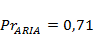 Pr_ARIA = 0,71